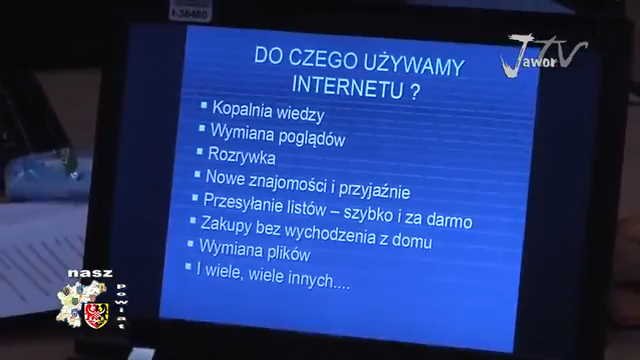 I-38480
Jawor TV
DO CZEGO UŻYWAMY
INTERNETU ?
▪ Kopalnia wiedzy
▪ Wymiana poglądów
▪ Rozrywka
▪ Nowe znajomości i przyjaźnie
▪ Przesyłanie listów – szybko i za darmo
▪ Zakupy bez wychodzenia z domu
▪ Wymiana plików
▪ I wiele, wiele innych....
nasz
powiat